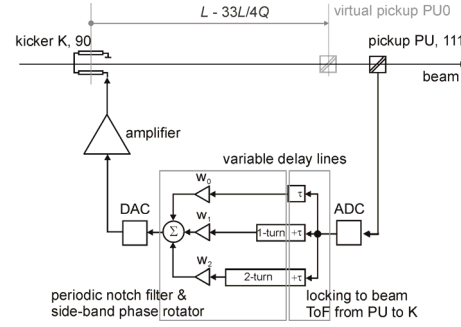 L - 33L/4Q
virtual pickup PU0
kicker K, 90
pickup PU, 111
beam
amplifier
variable delay lines
w0
τ
DAC
ADC
Σ
w1
1-turn
+τ
w2
2-turn
+τ
periodic notch filter &
side-band phase rotator
locking to beam
ToF from PU to K